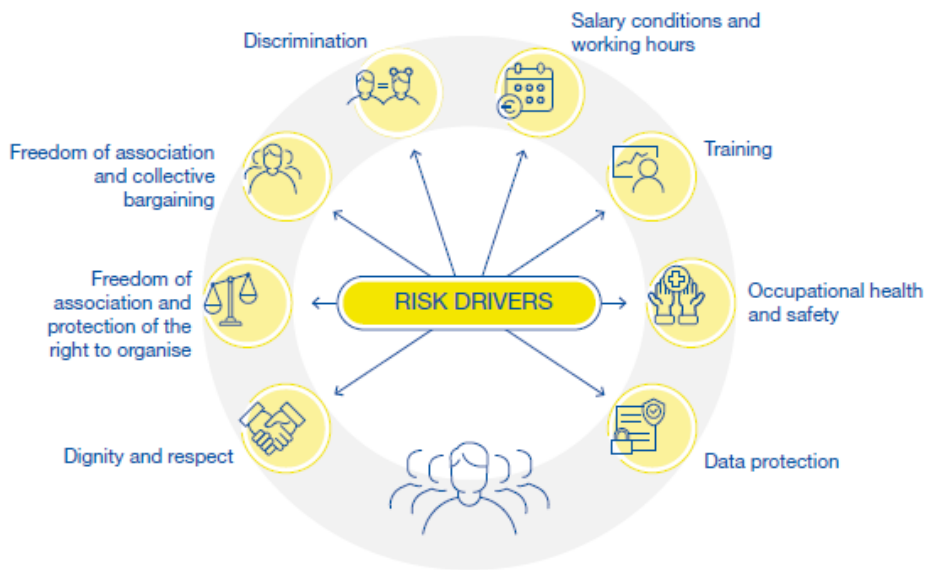 Salary conditions and
working hours
Discrimination
Training
Freedom of association
and collective
bargaining
Freedom of
association and
protection of the
right to organise
RISK DRIVERS
Occupational health
and safety
Dignity and respect
Data protection